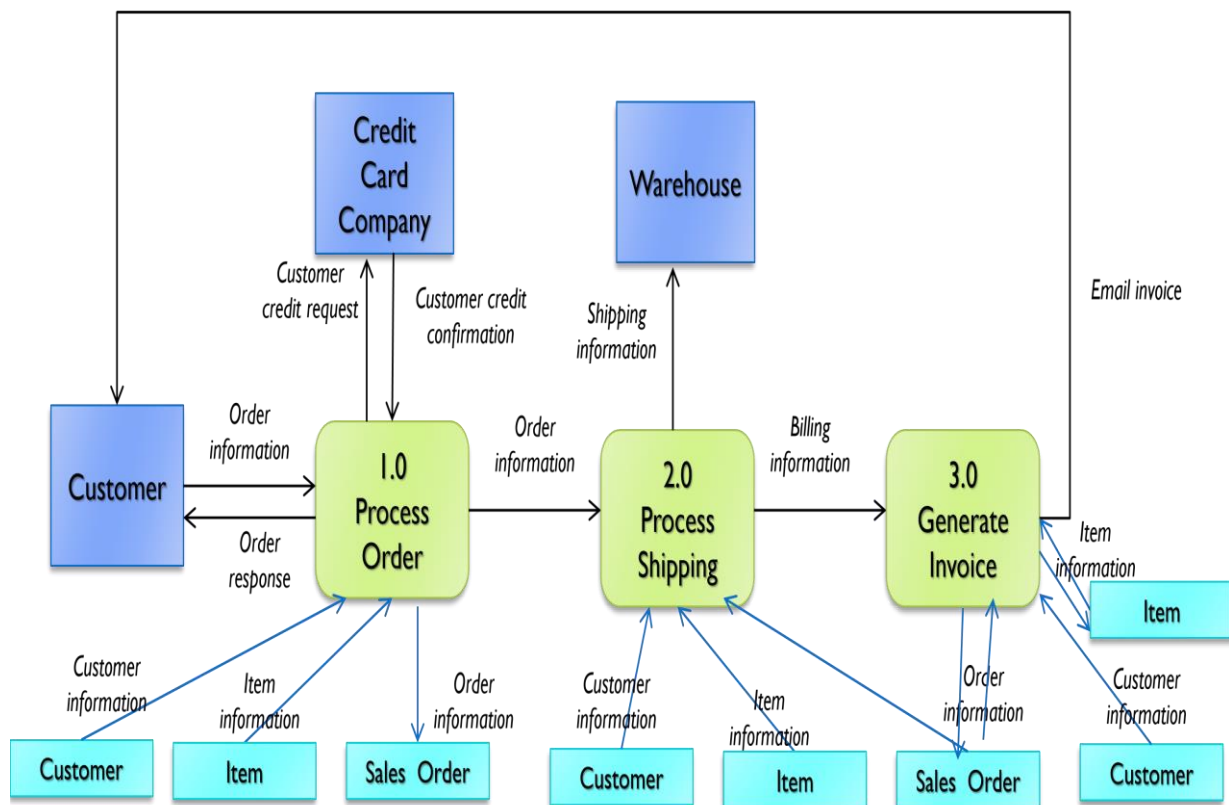 Credit
Card
Company
Warehouse
Customer
credit request
Customer credit
confirmation
Shipping
information
Email invoice
Customer
Order
information
Order
response
1.0
Process
Order
Order
information
2.0
Process
Shipping
Billing
information
3.0
Generate
Invoice
Item
information
Item
Customer
information
Item
information
Order
information
Customer
information
Item
information
Order
information
Customer
information
Customer
Item
Sales Order
Customer
Item
Sales Order
Customer